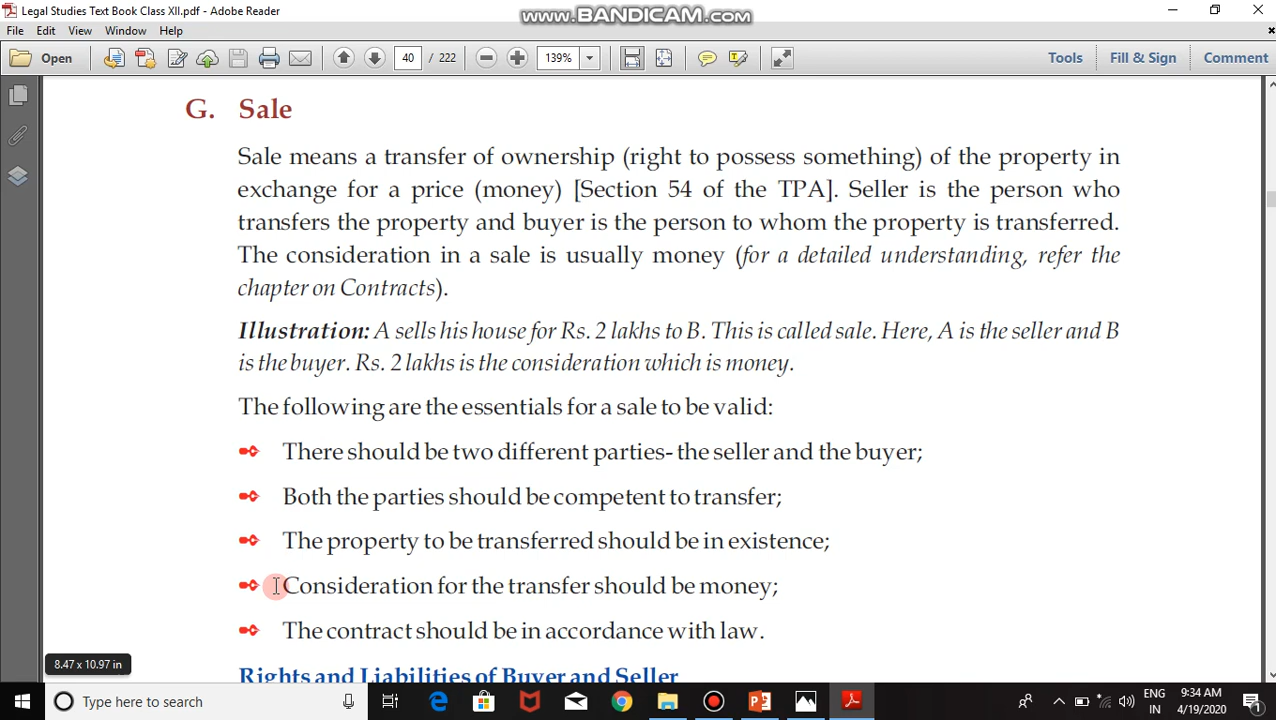 Legal Studies Text Book Class XII.pdf - Adobe Reader
www.BANDICAM.com
File Edit View Window Help
Open 40 / 222 139% Tools Fill & Sign Comment
G. Sale
Sale means a transfer of ownership (right to possess something) of the property in
exchange for a price (money) [Section 54 of the TPA]. Seller is the person who
transfers the property and buyer is the person to whom the property is transferred.
The consideration in a sale is usually money (for a detailed understanding, refer the
chapter on Contracts).
Illustration: A sells his house for Rs. 2 lakhs to B. This is called sale. Here, A is the seller and B
is the buyer. Rs. 2 lakhs is the consideration which is money.
The following are the essentials for a sale to be valid:
There should be two different parties- the seller and the buyer;
Both the parties should be competent to transfer;
The property to be transferred should be in existence;
Consideration for the transfer should be money;
The contract should be in accordance with law.
8.47 x 10.97 in
Rights and Liabilities of Buyer and Seller
Type here to search
ENG
IN
9:34 AM
4/19/2020
1